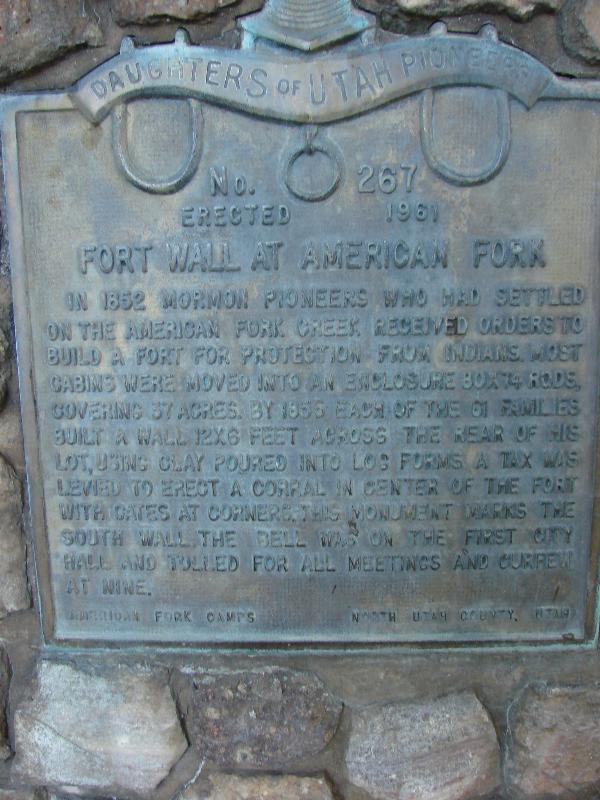 DAUGHTERS OF UTAH PIONEERS
No. 267
ERECTED 1961
FORT WALL AT AMERICAN FORK
IN 1852 MORMON PIONEERS WHO HAD SETTLED
ON THE AMERICAN FORK CREEK RECEIVED ORDERS TO
BUILD A FORT FOR PROTECTION FROM INDIANS. MOST
CABINS WERE MOVED INTO AN ENCLOSURE 80X74 RODS,
COVERING 37 ACRES. BY 1855 EACH OF THE 61 FAMILIES
BUILT A WALL 12X6 FEET ACROSS THE REAR OF HIS
LOT, USING CLAY POURED INTO LOG FORMS. A TAX WAS
LEVIED TO ERECT A CORRAL IN CENTER OF THE FORT
WITH GATES AT CORNERS. THIS MONUMENT MARKS THE
SOUTH WALL. THE BELL WAS ON THE FIRST CITY
HALL AND TOLLED FOR ALL MEETINGS AND CURFEW
AT NINE.
AMERICAN FORK CAMPS NORTH UTAH COUNTY, UTAH